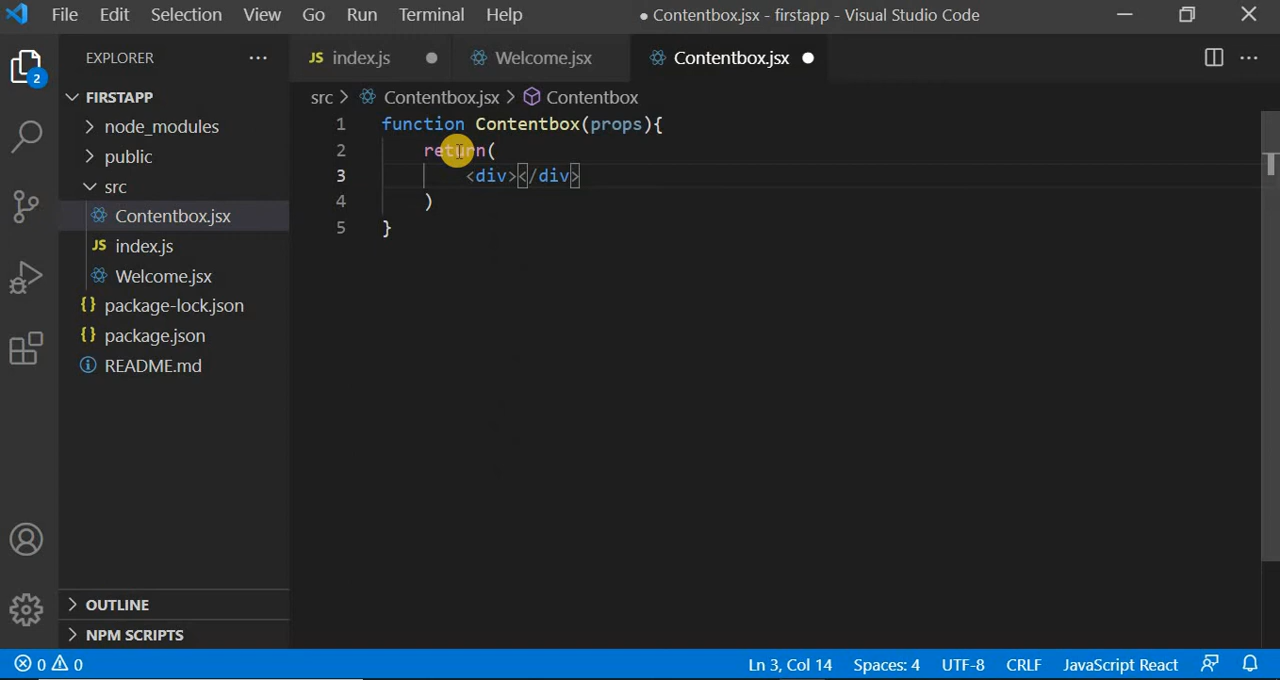 File Edit Selection View Go Run Terminal Help ● Contentbox.jsx - firstapp - Visual Studio Code
EXPLORER ···
JS index.js Welcome.jsx Contentbox.jsx
2
FIRSTAPP
src > Contentbox.jsx > Contentbox
node_modules
public
src
Contentbox.jsx
JS index.js
Welcome.jsx
{} package-lock.json
{} package.json
README.md
1 function Contentbox(props){
2 return(
3 <div></div>
4 )
5 }
OUTLINE
NPM SCRIPTS
0 0 Ln 3, Col 14 Spaces: 4 UTF-8 CRLF JavaScript React